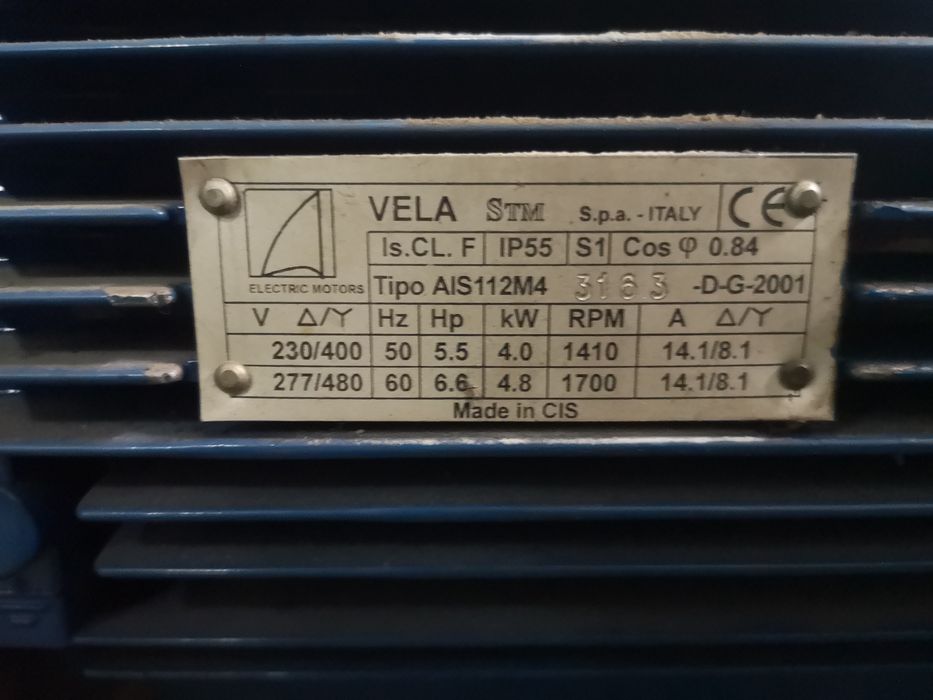 VELA STM S.p.a. - ITALY CE
Is.CL. F IP55 S1 Cos φ 0.84
ELECTRIC MOTORS Tipo AIS112M4 3163 -D-G-2001
V Δ/Y Hz Hp kW RPM A Δ/Y
230/400 50 5.5 4.0 1410 14.1/8.1
277/480 60 6.6 4.8 1700 14.1/8.1
Made in CIS